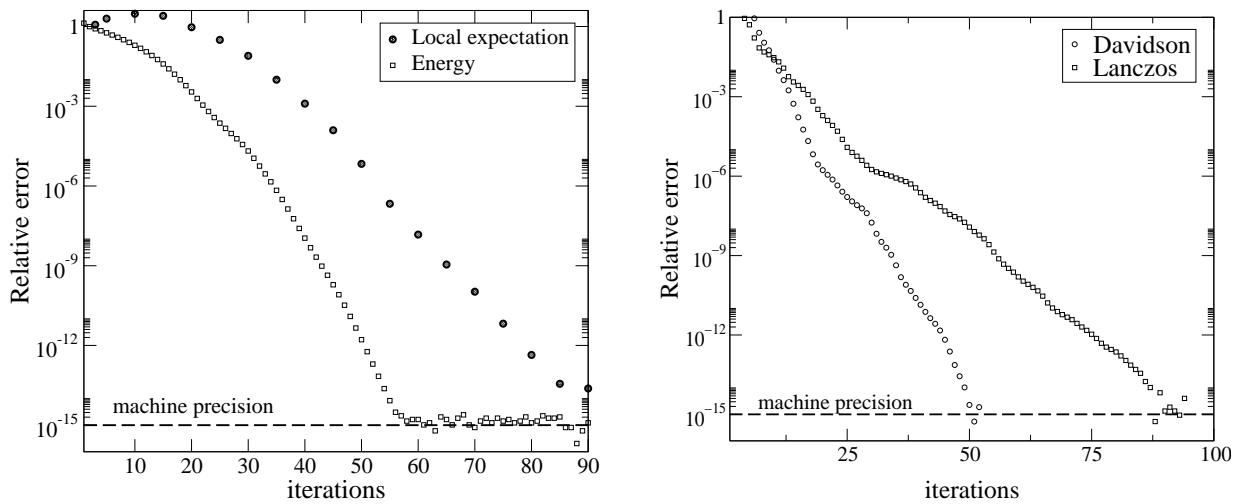 1
10^-3
10^-6
10^-9
10^-12
10^-15
Relative error
Local expectation
Energy
machine precision
10 20 30 40 50 60 70 80 90
iterations
1
10^-3
10^-6
10^-9
10^-12
10^-15
Relative error
Davidson
Lanczos
machine precision
25 50 75 100
iterations